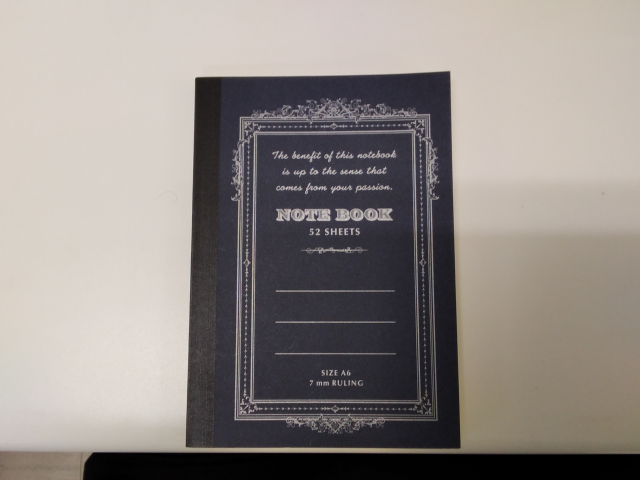 The benefit of this notebook
is up to the sense that
comes from your passion.
NOTE BOOK
52 SHEETS
SIZE A6
7 mm RULING